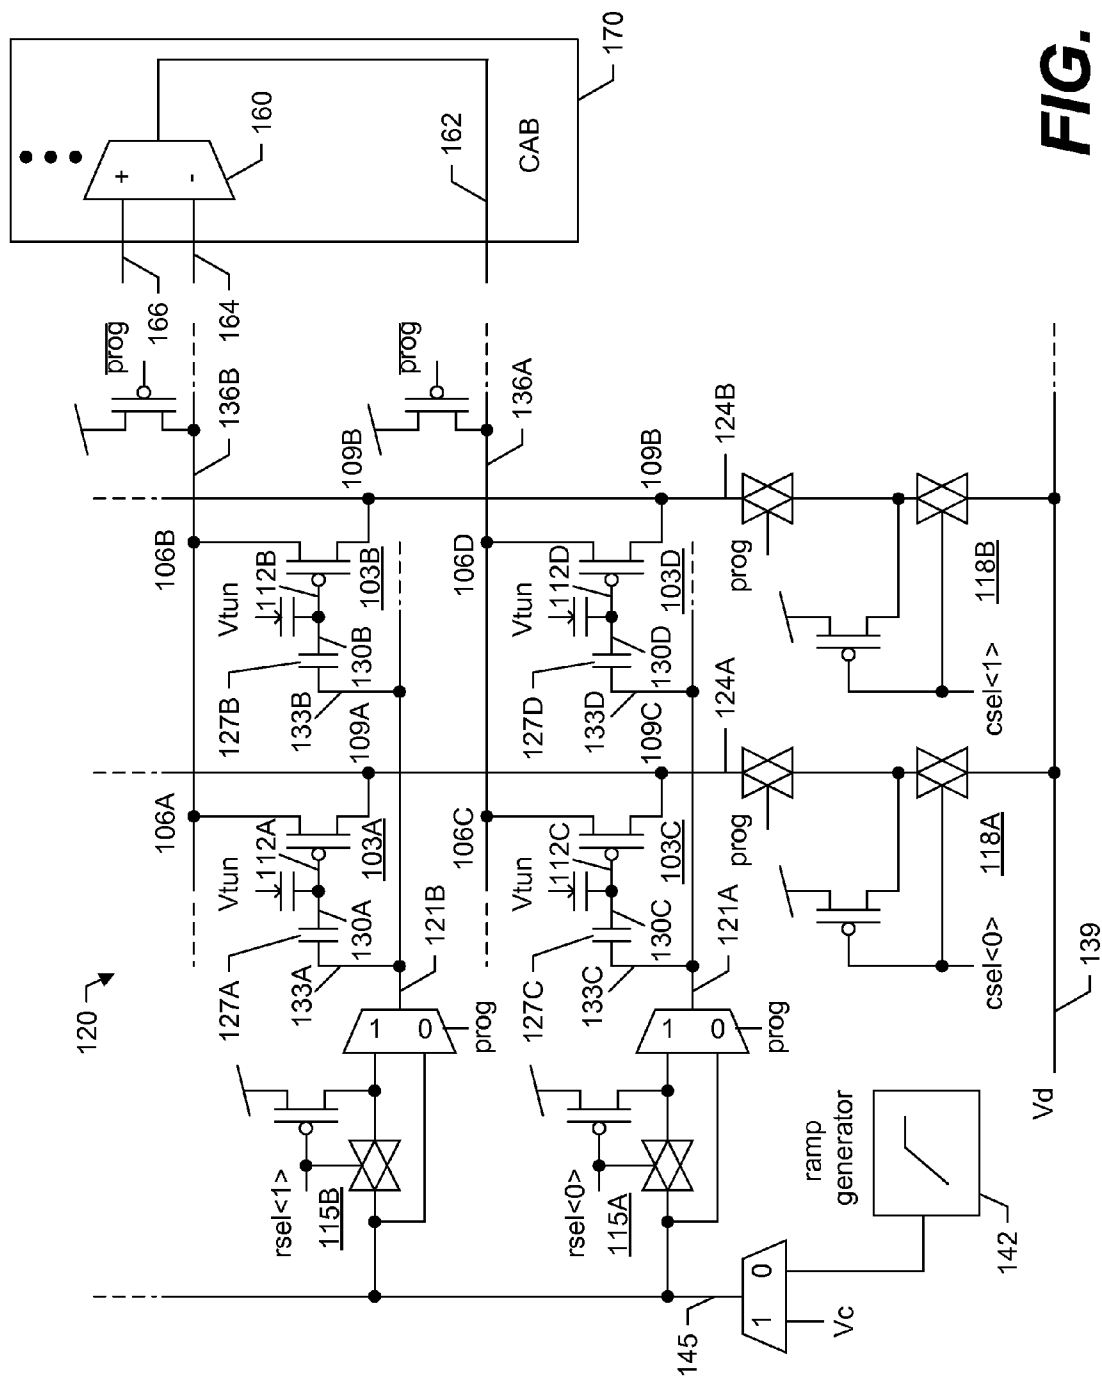 FIG.
170
CAB
160
+
-
162
166
164
prog
136B
prog
136A
106B
109B
Vtun
112B
103B
127B
130B
133B
106D
109B
Vtun
112D
103D
127D
130D
133D
124B
prog
118B
csel<1>
106A
109A
Vtun
112A
103A
127A
130A
133A
121B
106C
109C
Vtun
112C
103C
127C
130C
133C
121A
124A
prog
118A
csel<0>
139
120
1
0
prog
rsel<1>
115B
1
0
prog
rsel<0>
115A
ramp
generator
142
Vd
145
1
0
Vc